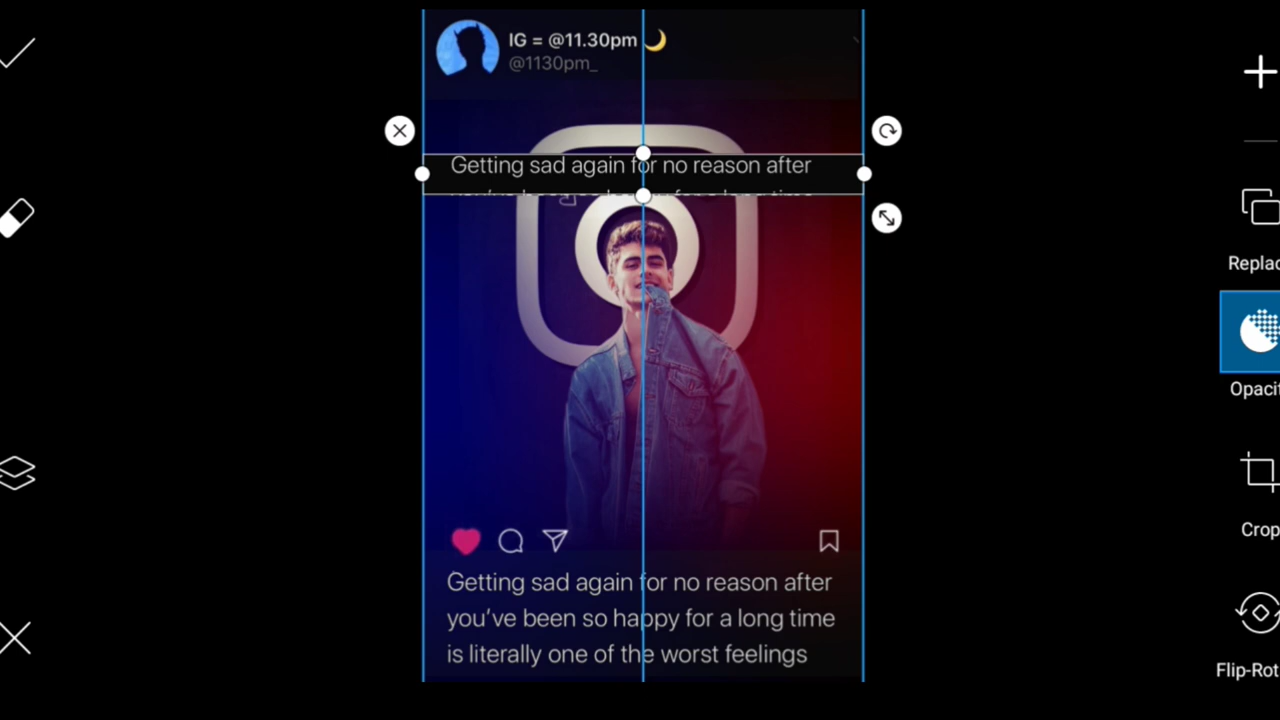 IG = @11.30pm 🌙
@1130pm_
Replac
Getting sad again for no reason after
Opacit
Crop
Getting sad again for no reason after
you've been so happy for a long time
is literally one of the worst feelings
Flip-Rot